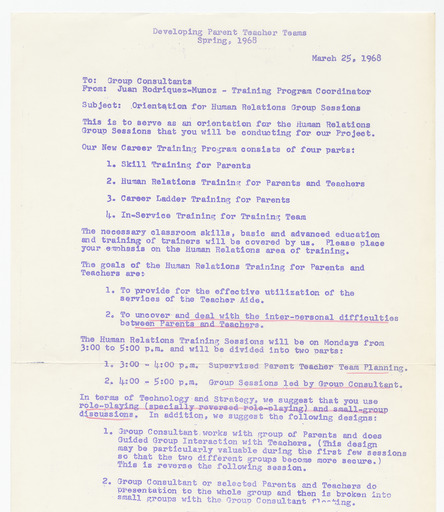 Developing Parent Teacher Teams
Spring, 1968
March 25, 1968
To: Group Consultants
From: Juan Rodriquez-Munoz - Training Program Coordinator
Subject: Orientation for Human Relations Group Sessions
This is to serve as an orientation for the Human Relations
Group Sessions that you will be conducting for our Project.
Our New Career Training Program consists of four parts:
1. Skill Training for Parents
2. Human Relations Training for Parents and Teachers
3. Career Ladder Training for Parents
4. In-Service Training for Training Team
The necessary classroom skills, basic and advanced education
and training of trainers will be covered by us. Please place
your emphasis on the Human Relations area of training.
The goals of the Human Relations Training for Parents and
Teachers are:
1. To provide for the effective utilization of the
services of the Teacher Aide.
2. To uncover and deal with the inter-personal difficulties
between Parents and Teachers.
The Human Relations Training Sessions will be on Mondays from
3:00 to 5:00 p.m. and will be divided into two parts:
1. 3:00 - 4:00 p.m. Supervised Parent Teacher Team Planning.
2. 4:00 - 5:00 p.m. Group Sessions led by Group Consultant.
In terms of Technology and Strategy, we suggest that you use
role-playing (specially reversed role-playing) and small-group
discussions. In addition, we suggest the following designs:
1. Group Consultant works with group of Parents and does
Guided Group Interaction with Teachers. (This design
may be particularly valuable during the first few sessions
so that the two different groups become more secure.)
This is reverse the following session.
2. Group Consultant or selected Parents and Teachers do
presentation to the whole group and then is broken into
small groups with the Group Consultant